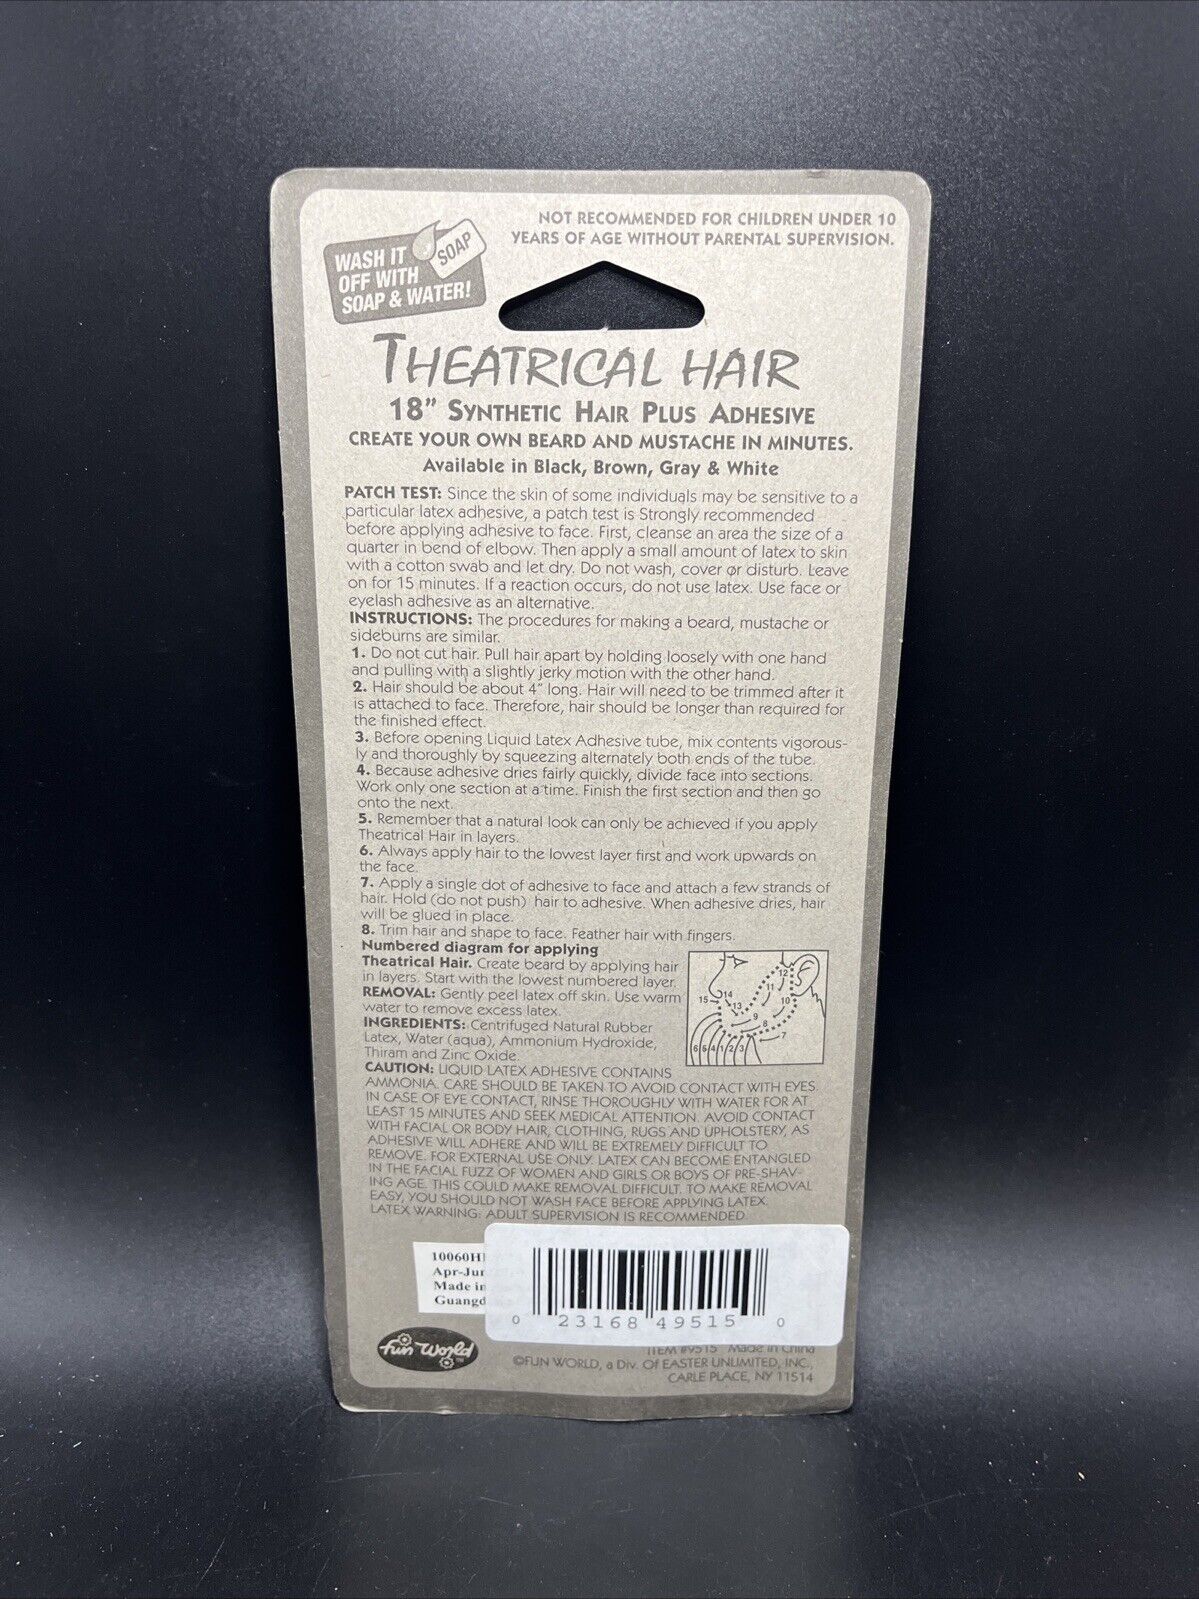 NOT RECOMMENDED FOR CHILDREN UNDER 10
YEARS OF AGE WITHOUT PARENTAL SUPERVISION.
WASH IT
OFF WITH
SOAP & WATER!
SOAP
THEATRICAL HAIR
18" SYNTHETIC HAIR PLUS ADHESIVE
CREATE YOUR OWN BEARD AND MUSTACHE IN MINUTES.
Available in Black, Brown, Gray & White
PATCH TEST: Since the skin of some individuals may be sensitive to a
particular latex adhesive, a patch test is Strongly recommended
before applying adhesive to face. First, cleanse an area the size of a
quarter in bend of elbow. Then apply a small amount of latex to skin
with a cotton swab and let dry. Do not wash, cover or disturb. Leave
on for 15 minutes. If a reaction occurs, do not use latex. Use face or
eyelash adhesive as an alternative.
INSTRUCTIONS: The procedures for making a beard, mustache or
sideburns are similar.
1. Do not cut hair. Pull hair apart by holding loosely with one hand
and pulling with a slightly jerky motion with the other hand.
2. Hair should be about 4" long. Hair will need to be trimmed after it
is attached to face. Therefore, hair should be longer than required for
the finished effect.
3. Before opening Liquid Latex Adhesive tube, mix contents vigorous-
ly and thoroughly by squeezing alternately both ends of the tube.
4. Because adhesive dries fairly quickly, divide face into sections.
Work only one section at a time. Finish the first section and then go
onto the next.
5. Remember that a natural look can only be achieved if you apply
Theatrical Hair in layers.
6. Always apply hair to the lowest layer first and work upwards on
the face.
7. Apply a single dot of adhesive to face and attach a few strands of
hair. Hold (do not push) hair to adhesive. When adhesive dries, hair
will be glued in place.
8. Trim hair and shape to face. Feather hair with fingers.
Numbered diagram for applying
Theatrical Hair. Create beard by applying hair
in layers. Start with the lowest numbered layer.
REMOVAL: Gently peel latex off skin. Use warm
water to remove excess latex.
INGREDIENTS: Centrifuged Natural Rubber
Latex, Water (aqua), Ammonium Hydroxide,
Thiram and Zinc Oxide.
12
11
14
15
13
10
9
8
7
6 5 4 1 2 3
CAUTION: LIQUID LATEX ADHESIVE CONTAINS
AMMONIA. CARE SHOULD BE TAKEN TO AVOID CONTACT WITH EYES.
IN CASE OF EYE CONTACT, RINSE THOROUGHLY WITH WATER FOR AT
LEAST 15 MINUTES AND SEEK MEDICAL ATTENTION. AVOID CONTACT
WITH FACIAL OR BODY HAIR, CLOTHING, RUGS AND UPHOLSTERY, AS
ADHESIVE WILL ADHERE AND WILL BE EXTREMELY DIFFICULT TO
REMOVE. FOR EXTERNAL USE ONLY. LATEX CAN BECOME ENTANGLED
IN THE FACIAL FUZZ OF WOMEN AND GIRLS OR BOYS OF PRE-SHAV-
ING AGE. THIS COULD MAKE REMOVAL DIFFICULT. TO MAKE REMOVAL
EASY, YOU SHOULD NOT WASH FACE BEFORE APPLYING LATEX.
LATEX WARNING: ADULT SUPERVISION IS RECOMMENDED.
10060H
Apr-Jun
Made in
Guangd
0 23168 49515 0
fun World
TM
ITEM #9515 Made in China
©FUN WORLD, a Div. Of EASTER UNLIMITED, INC.,
CARLE PLACE, NY 11514